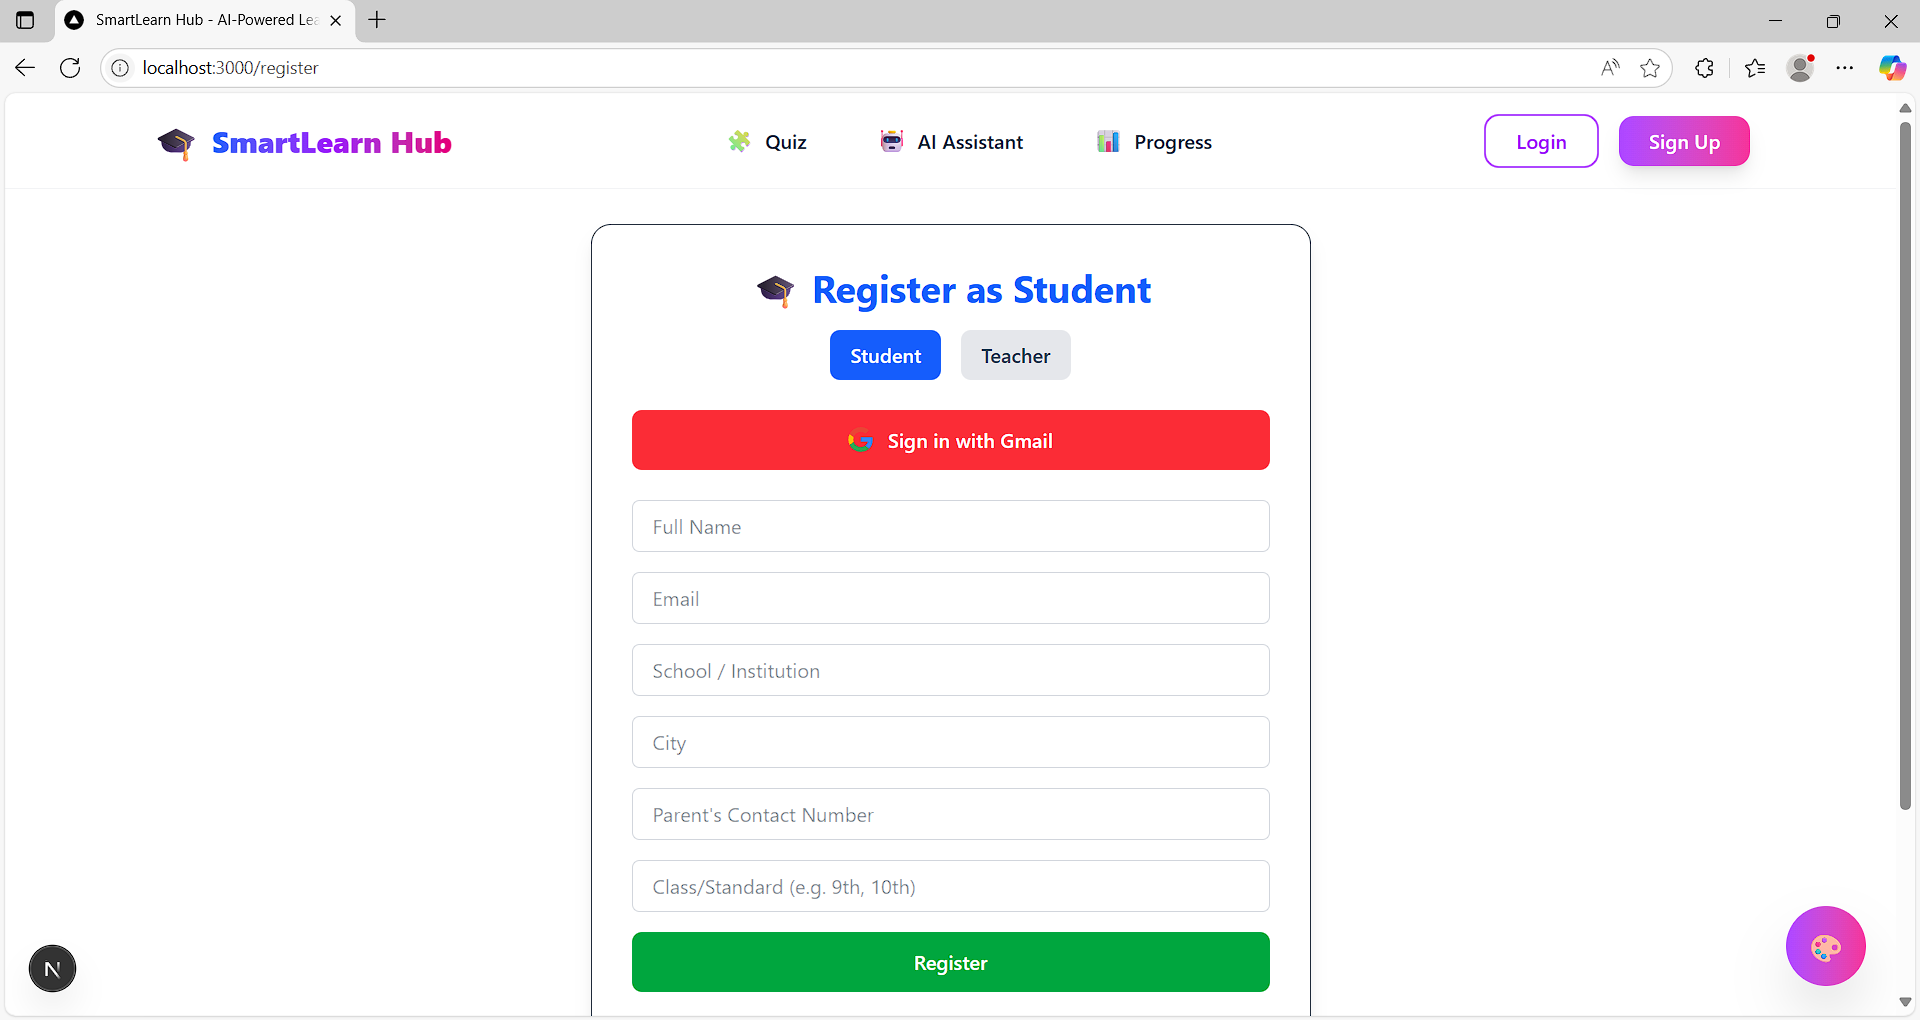 SmartLearn Hub - AI-Powered Lea
localhost:3000/register
SmartLearn Hub
Quiz
AI Assistant
Progress
Login
Sign Up
Register as Student
Student
Teacher
Sign in with Gmail
Full Name
Email
School / Institution
City
Parent's Contact Number
Class/Standard (e.g. 9th, 10th)
Register
N